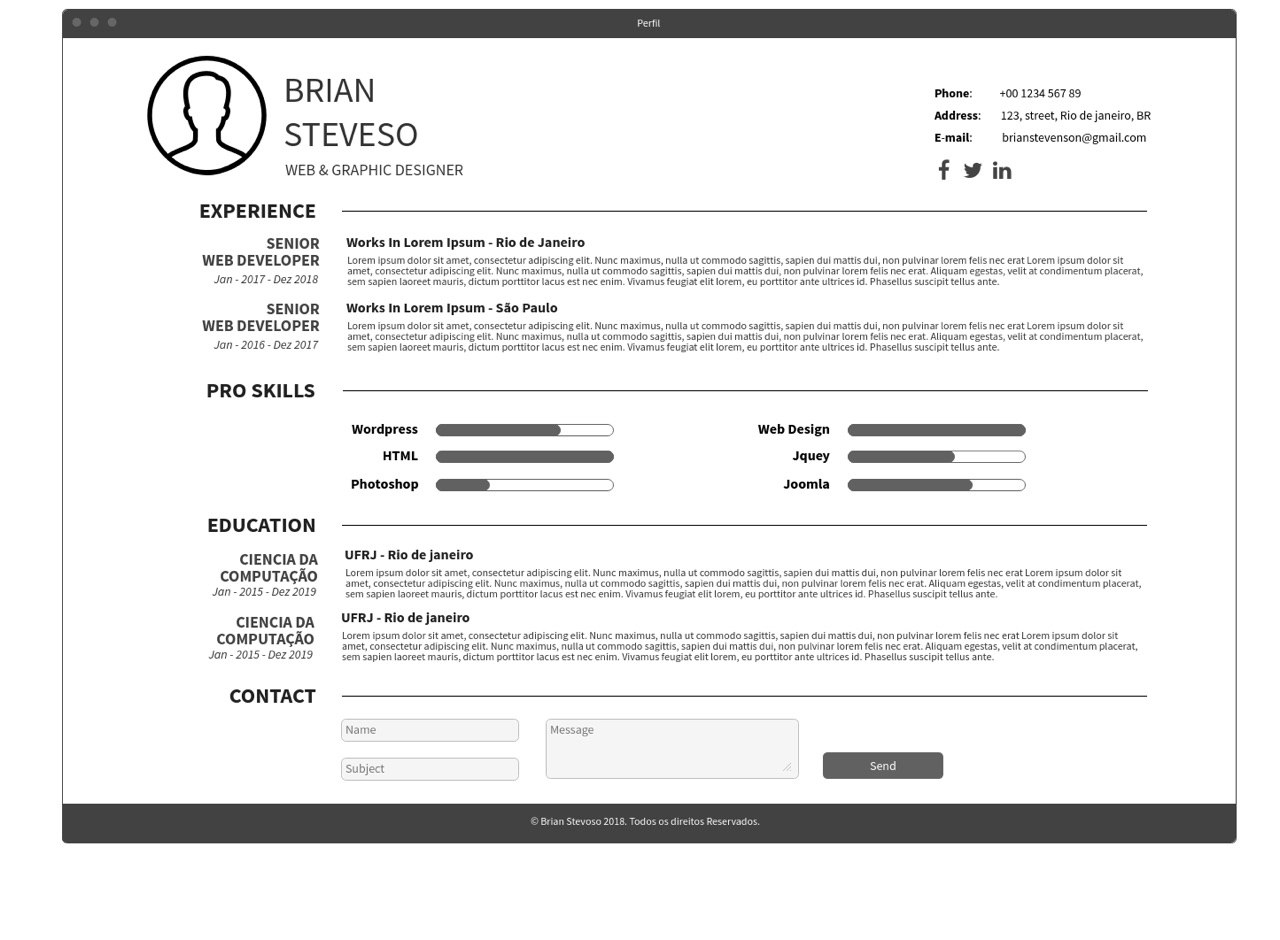 Perfil
BRIAN
STEVESO
WEB & GRAPHIC DESIGNER
Phone: +00 1234 567 89
Address: 123, street, Rio de janeiro, BR
E-mail: brianstevenson@gmail.com
EXPERIENCE
SENIOR
WEB DEVELOPER
Jan - 2017 - Dez 2018
Works In Lorem Ipsum - Rio de Janeiro
Lorem ipsum dolor sit amet, consectetur adipiscing elit. Nunc maximus, nulla ut commodo sagittis, sapien dui mattis dui, non pulvinar lorem felis nec erat Lorem ipsum dolor sit
amet, consectetur adipiscing elit. Nunc maximus, nulla ut commodo sagittis, sapien dui mattis dui, non pulvinar lorem felis nec erat. Aliquam egestas, velit at condimentum placerat,
sem sapien laoreet mauris, dictum porttitor lacus est nec enim. Vivamus feugiat elit lorem, eu porttitor ante ultrices id. Phasellus suscipit tellus ante.
SENIOR
WEB DEVELOPER
Jan - 2016 - Dez 2017
Works In Lorem Ipsum - São Paulo
Lorem ipsum dolor sit amet, consectetur adipiscing elit. Nunc maximus, nulla ut commodo sagittis, sapien dui mattis dui, non pulvinar lorem felis nec erat Lorem ipsum dolor sit
amet, consectetur adipiscing elit. Nunc maximus, nulla ut commodo sagittis, sapien dui mattis dui, non pulvinar lorem felis nec erat. Aliquam egestas, velit at condimentum placerat,
sem sapien laoreet mauris, dictum porttitor lacus est nec enim. Vivamus feugiat elit lorem, eu porttitor ante ultrices id. Phasellus suscipit tellus ante.
PRO SKILLS
Wordpress
Web Design
HTML
Jquey
Photoshop
Joomla
EDUCATION
CIENCIA DA
COMPUTAÇÃO
Jan - 2015 - Dez 2019
UFRJ - Rio de janeiro
Lorem ipsum dolor sit amet, consectetur adipiscing elit. Nunc maximus, nulla ut commodo sagittis, sapien dui mattis dui, non pulvinar lorem felis nec erat Lorem ipsum dolor sit
amet, consectetur adipiscing elit. Nunc maximus, nulla ut commodo sagittis, sapien dui mattis dui, non pulvinar lorem felis nec erat. Aliquam egestas, velit at condimentum placerat,
sem sapien laoreet mauris, dictum porttitor lacus est nec enim. Vivamus feugiat elit lorem, eu porttitor ante ultrices id. Phasellus suscipit tellus ante.
CIENCIA DA
COMPUTAÇÃO
Jan - 2015 - Dez 2019
UFRJ - Rio de janeiro
Lorem ipsum dolor sit amet, consectetur adipiscing elit. Nunc maximus, nulla ut commodo sagittis, sapien dui mattis dui, non pulvinar lorem felis nec erat Lorem ipsum dolor sit
amet, consectetur adipiscing elit. Nunc maximus, nulla ut commodo sagittis, sapien dui mattis dui, non pulvinar lorem felis nec erat. Aliquam egestas, velit at condimentum placerat,
sem sapien laoreet mauris, dictum porttitor lacus est nec enim. Vivamus feugiat elit lorem, eu porttitor ante ultrices id. Phasellus suscipit tellus ante.
CONTACT
Name
Message
Subject
Send
© Brian Stevoso 2018. Todos os direitos Reservados.